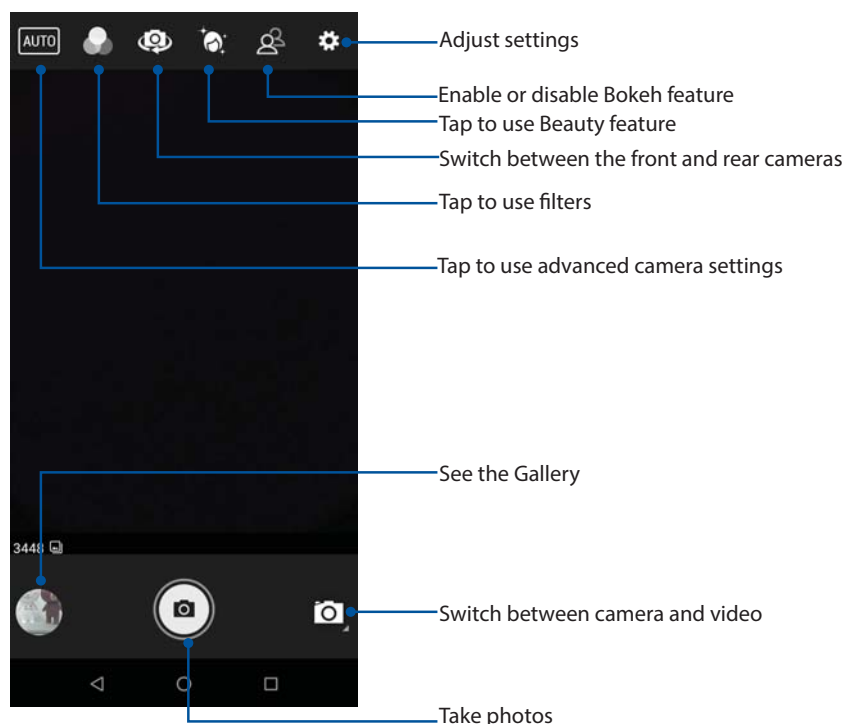 AUTO
Adjust settings
Enable or disable Bokeh feature
Tap to use Beauty feature
Switch between the front and rear cameras
Tap to use filters
Tap to use advanced camera settings
See the Gallery
3448
Switch between camera and video
Take photos